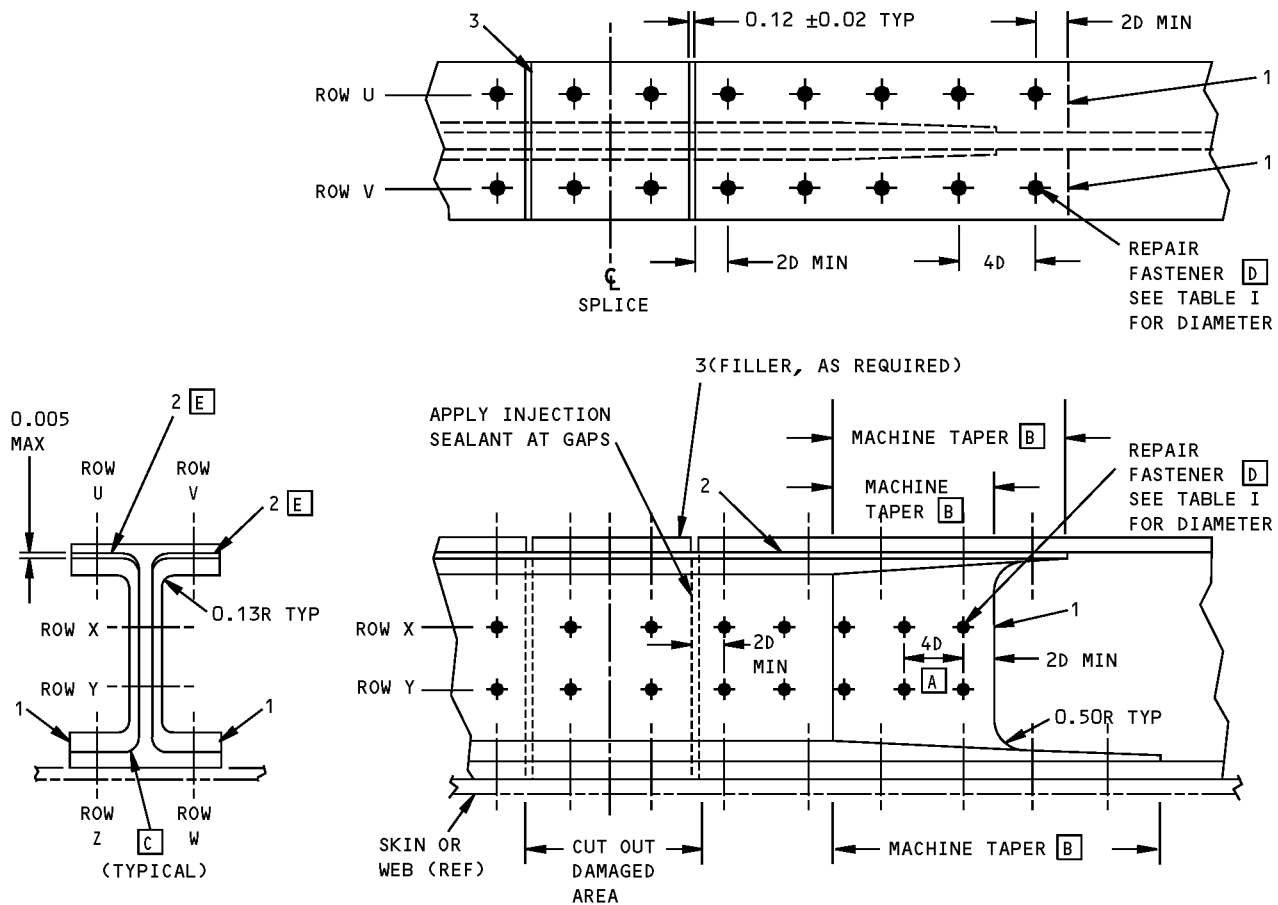 3
0.12 ±0.02 TYP
2D MIN
ROW U
1
ROW V
1
℄
SPLICE
2D MIN
4D
REPAIR
FASTENER D
SEE TABLE I
FOR DIAMETER
3(FILLER, AS REQUIRED)
2 E
0.005
MAX
ROW
U
ROW
V
2 E
0.13R TYP
ROW X
ROW Y
1
1
ROW
Z
C
ROW
W
(TYPICAL)
APPLY INJECTION
SEALANT AT GAPS
2
MACHINE TAPER B
MACHINE
TAPER B
REPAIR
FASTENER D
SEE TABLE I
FOR DIAMETER
ROW X
ROW Y
2D
MIN
4D
A
1
2D MIN
0.50R TYP
SKIN OR
WEB (REF)
CUT OUT
DAMAGED
AREA
MACHINE TAPER B